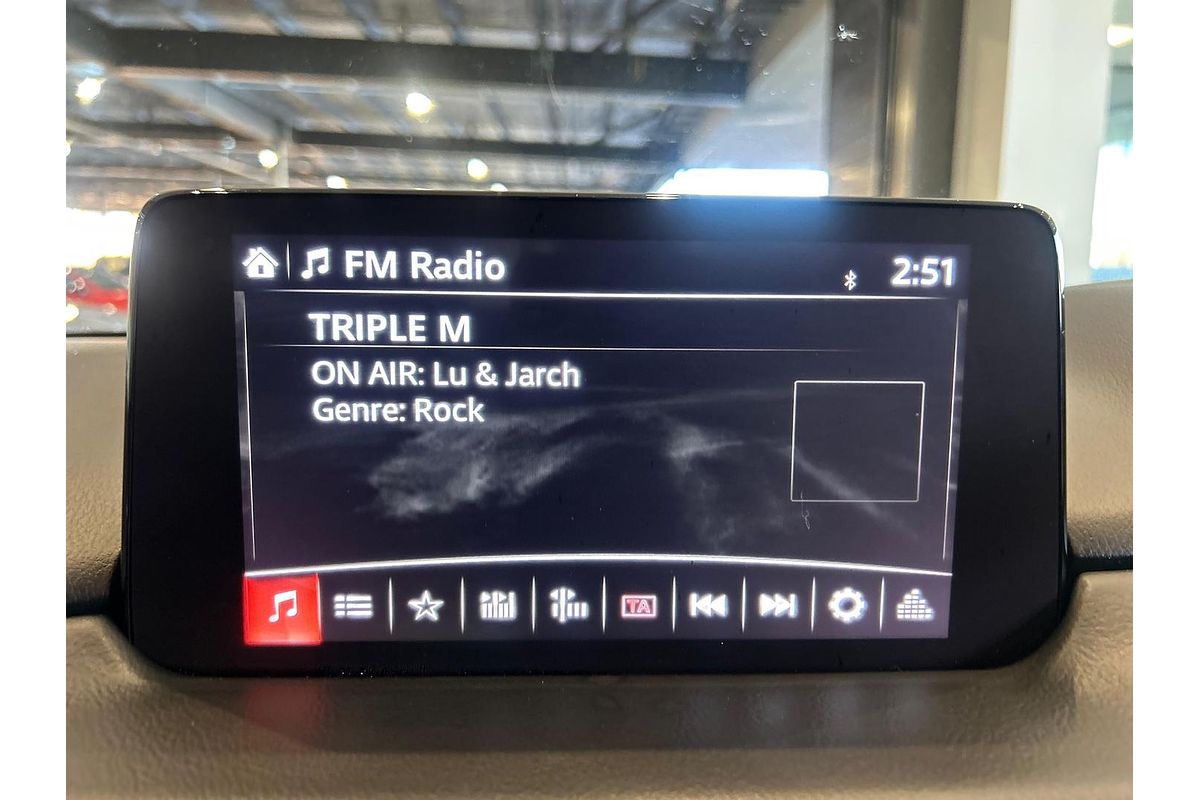 FM Radio
2:51
TRIPLE M
ON AIR: Lu & Jarch
Genre: Rock
TA